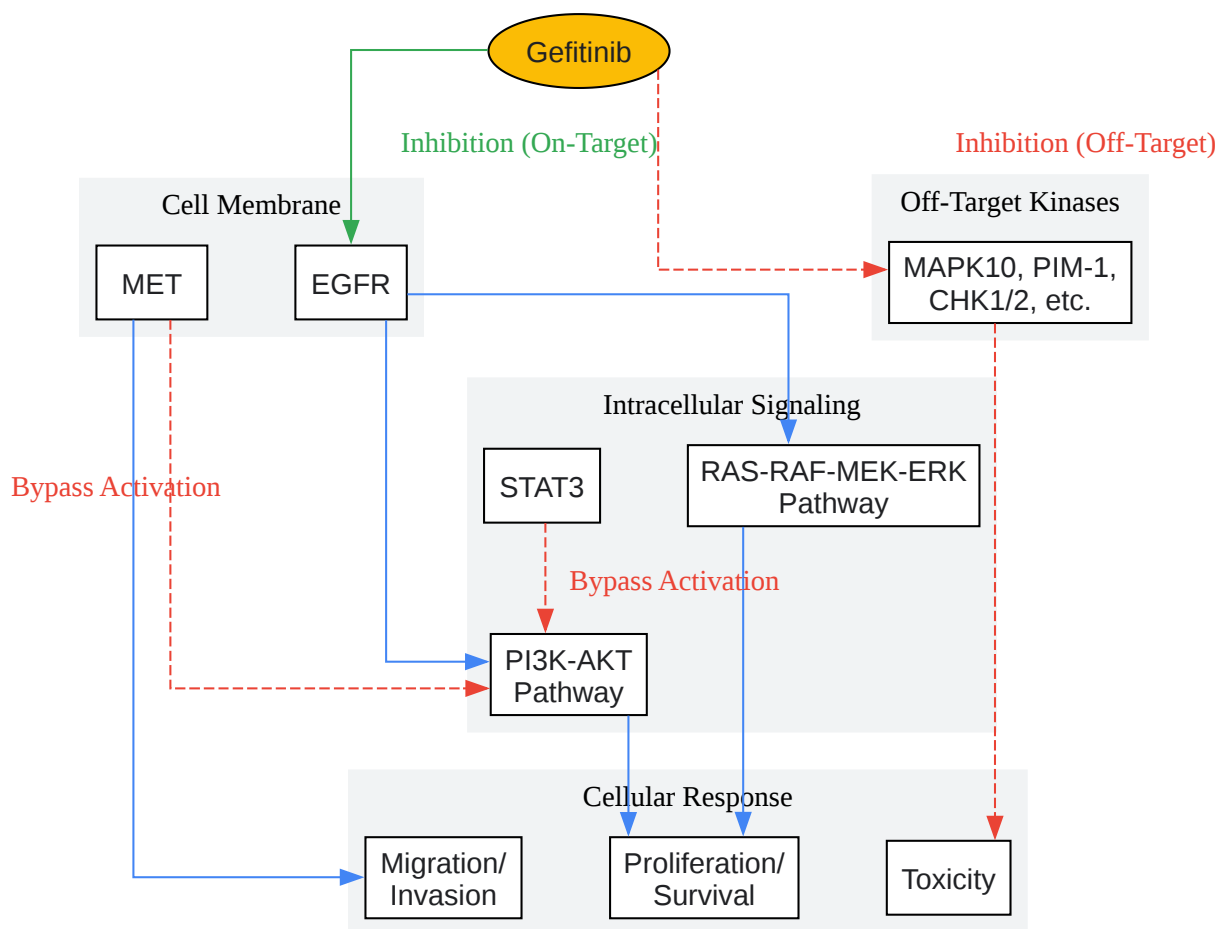 Gefitinib
Inhibition (On-Target)
Inhibition (Off-Target)
Cell Membrane
Off-Target Kinases
MET
EGFR
MAPK10, PIM-1,
CHK1/2, etc.
Intracellular Signaling
STAT3
RAS-RAF-MEK-ERK
Pathway
Bypass Activation
Bypass Activation
PI3K-AKT
Pathway
Cellular Response
Migration/
Invasion
Proliferation/
Survival
Toxicity